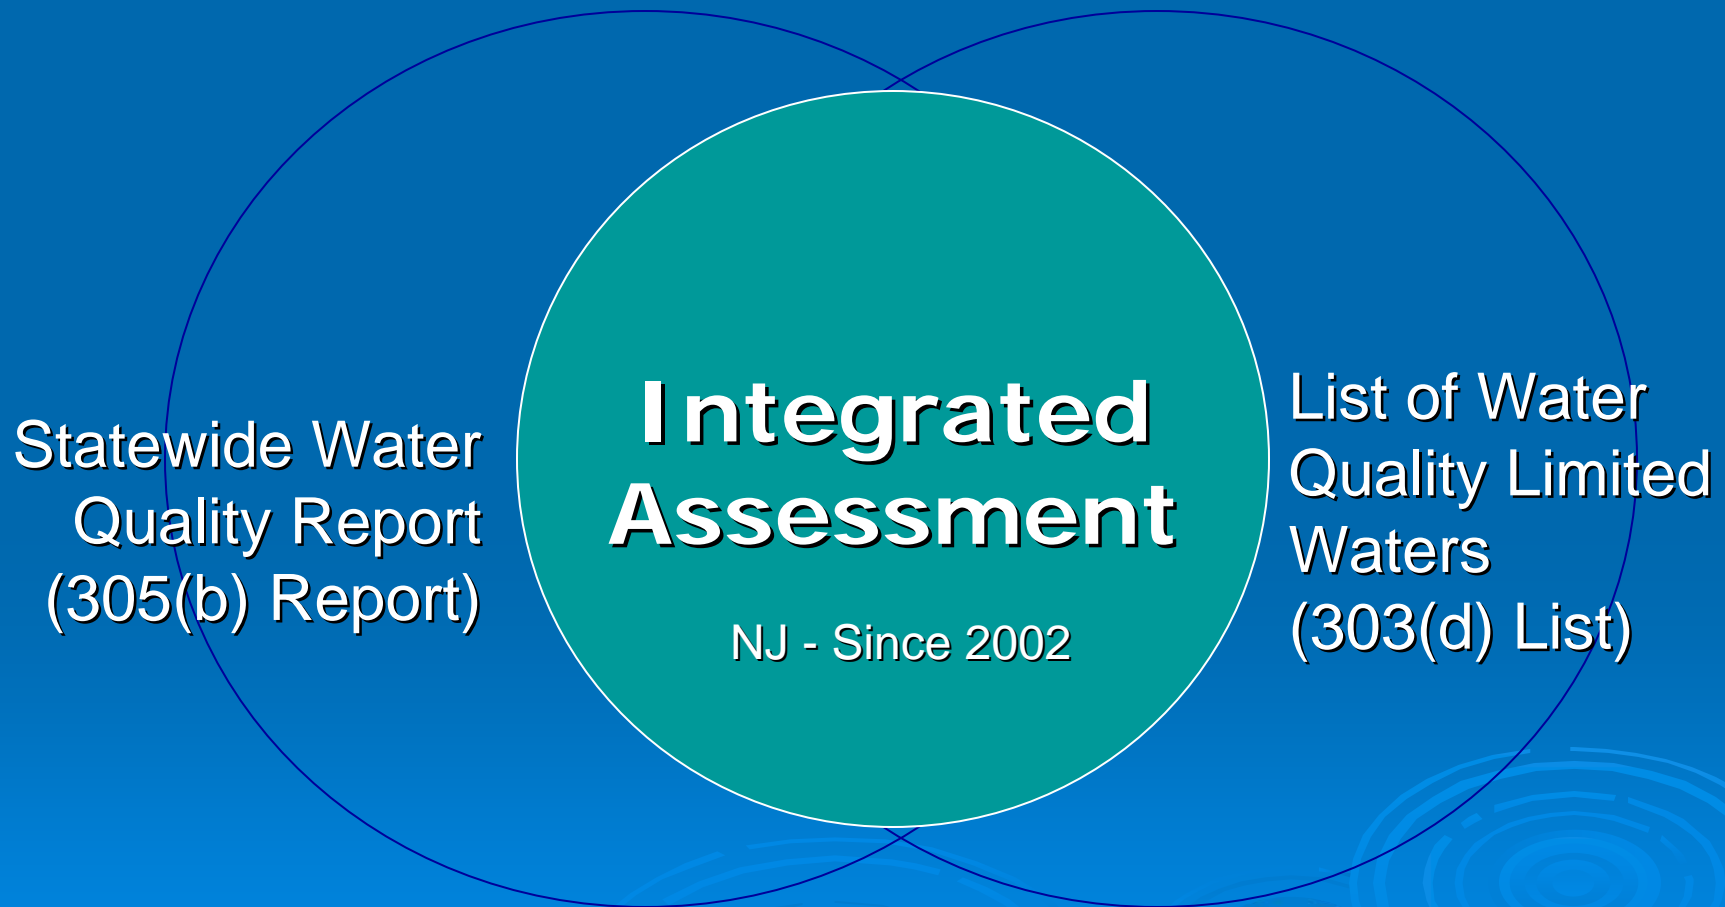 Statewide Water
Quality Report
(305(b) Report)
Integrated
Assessment
NJ - Since 2002
List of Water
Quality Limited
Waters
(303(d) List)